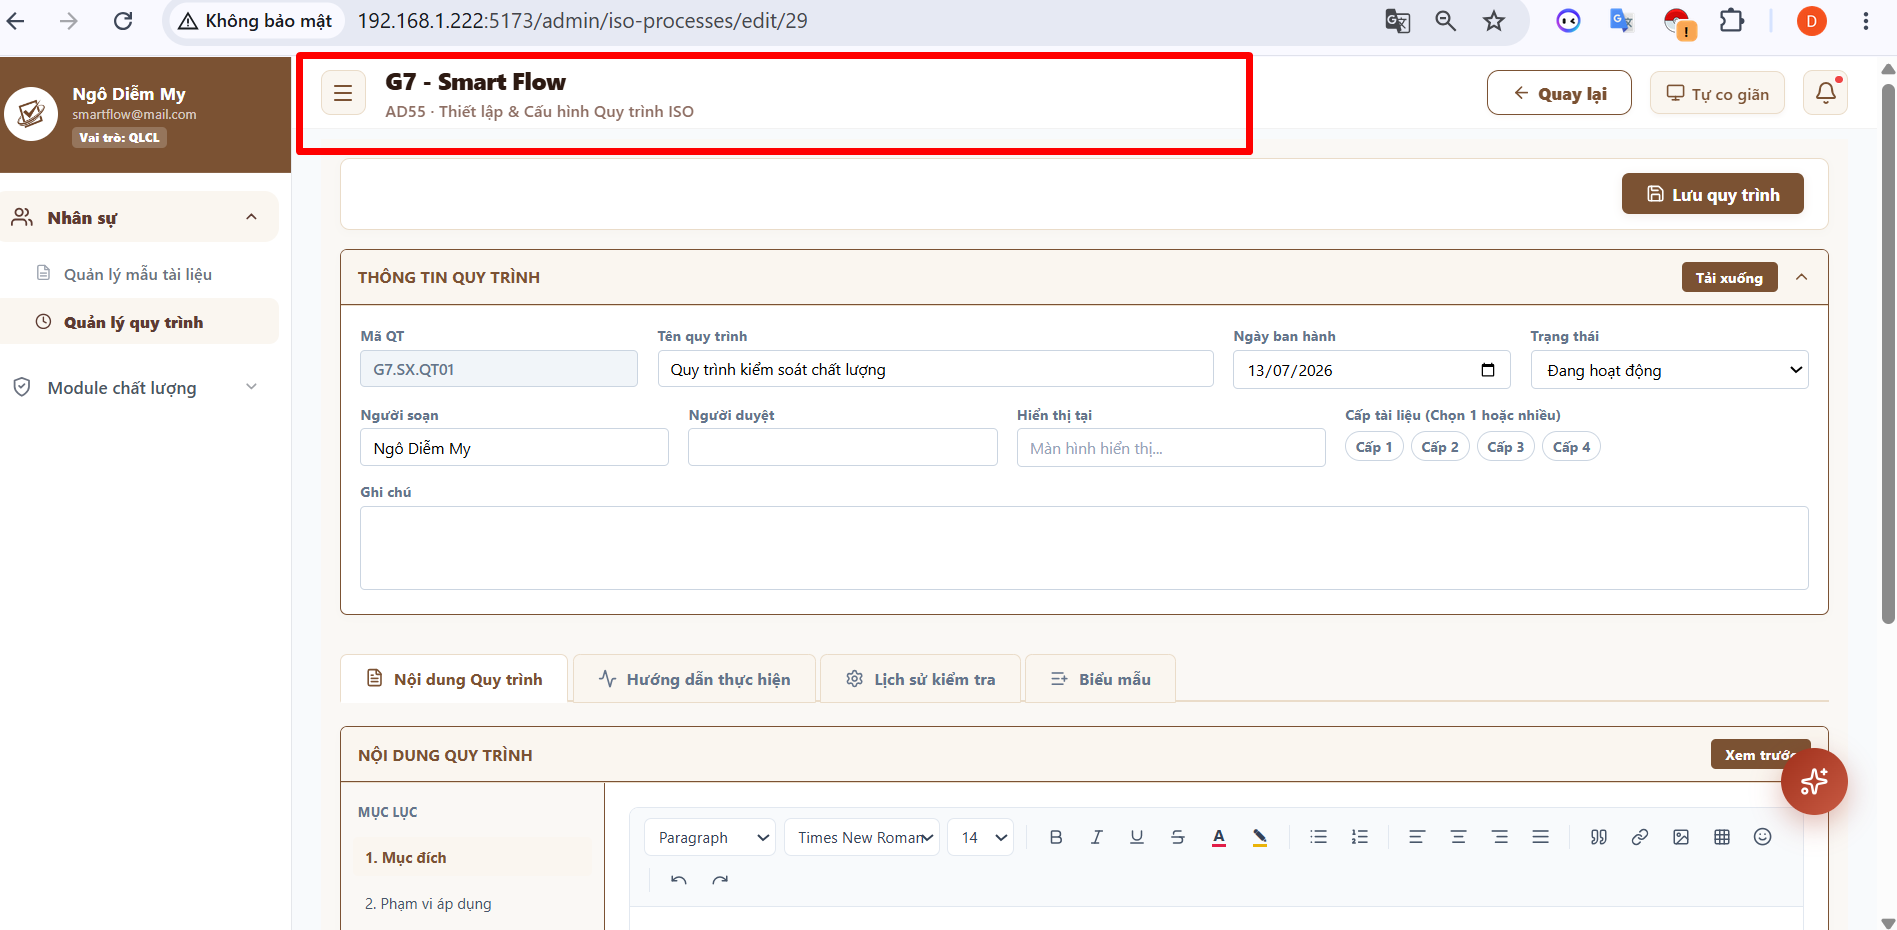 Không bảo mật
192.168.1.222:5173/admin/iso-processes/edit/29
D
Ngô Diễm My
smartflow@mail.com
Vai trò: QLCL
G7 - Smart Flow
AD55 · Thiết lập & Cấu hình Quy trình ISO
Quay lại
Tự co giãn
Nhân sự
Quản lý mẫu tài liệu
Quản lý quy trình
Module chất lượng
Lưu quy trình
THÔNG TIN QUY TRÌNH
Tải xuống
Mã QT
Tên quy trình
Ngày ban hành
Trạng thái
G7.SX.QT01
Quy trình kiểm soát chất lượng
13/07/2026
Đang hoạt động
Người soạn
Người duyệt
Hiển thị tại
Cấp tài liệu (Chọn 1 hoặc nhiều)
Ngô Diễm My
Màn hình hiển thị...
Cấp 1
Cấp 2
Cấp 3
Cấp 4
Ghi chú
Nội dung Quy trình
Hướng dẫn thực hiện
Lịch sử kiểm tra
Biểu mẫu
NỘI DUNG QUY TRÌNH
Xem trước
MỤC LỤC
1. Mục đích
2. Phạm vi áp dụng
Paragraph
Times New Roman
14